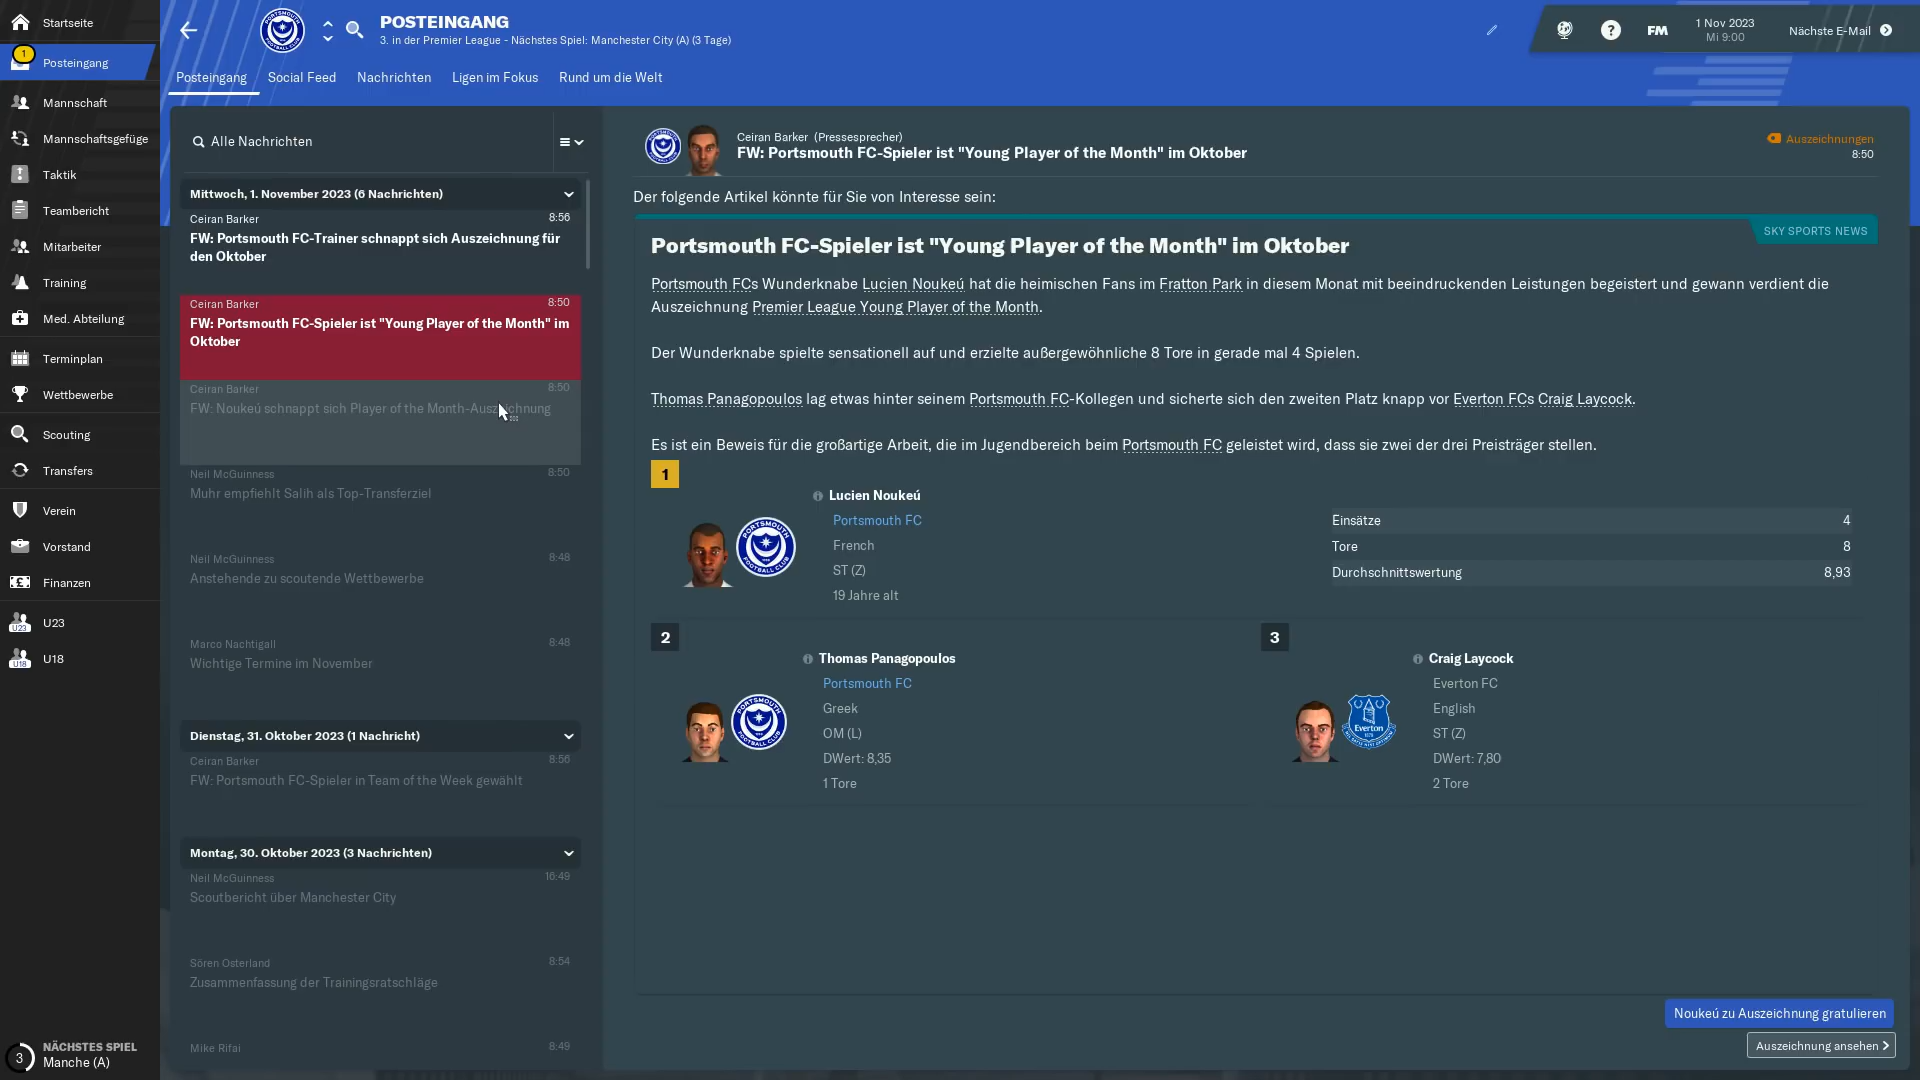 Startseite
1
Posteingang
Mannschaft
Mannschaftsgefüge
Taktik
Teambericht
Mitarbeiter
Training
Med. Abteilung
Terminplan
Wettbewerbe
Scouting
Transfers
Verein
Vorstand
Finanzen
U23
U23
U18
U18
3
NÄCHSTES SPIEL
Manche (A)
POSTEINGANG
3. in der Premier League - Nächstes Spiel: Manchester City (A) (3 Tage)
FM
1 Nov 2023
Mi 9:00
Nächste E-Mail
Posteingang
Social Feed
Nachrichten
Ligen im Fokus
Rund um die Welt
Alle Nachrichten
Mittwoch, 1. November 2023 (6 Nachrichten)
Ceiran Barker 8:56
FW: Portsmouth FC-Trainer schnappt sich Auszeichnung für
den Oktober
Ceiran Barker 8:50
FW: Portsmouth FC-Spieler ist "Young Player of the Month" im
Oktober
Ceiran Barker 8:50
FW: Noukeú schnappt sich Player of the Month-Auszeichnung
Neil McGuinness 8:50
Muhr empfiehlt Salih als Top-Transferziel
Neil McGuinness 8:48
Anstehende zu scoutende Wettbewerbe
Marco Nachtigall 8:48
Wichtige Termine im November
Dienstag, 31. Oktober 2023 (1 Nachricht)
Ceiran Barker 8:56
FW: Portsmouth FC-Spieler in Team of the Week gewählt
Montag, 30. Oktober 2023 (3 Nachrichten)
Neil McGuinness 16:49
Scoutbericht über Manchester City
Sören Osterland 8:54
Zusammenfassung der Trainingsratschläge
Mike Rifai 8:49
Ceiran Barker (Pressesprecher)
FW: Portsmouth FC-Spieler ist "Young Player of the Month" im Oktober
Auszeichnungen
8:50
Der folgende Artikel könnte für Sie von Interesse sein:
SKY SPORTS NEWS
Portsmouth FC-Spieler ist "Young Player of the Month" im Oktober
Portsmouth FCs Wunderknabe Lucien Noukeú hat die heimischen Fans im Fratton Park in diesem Monat mit beeindruckenden Leistungen begeistert und gewann verdient die
Auszeichnung Premier League Young Player of the Month.
Der Wunderknabe spielte sensationell auf und erzielte außergewöhnliche 8 Tore in gerade mal 4 Spielen.
Thomas Panagopoulos lag etwas hinter seinem Portsmouth FC-Kollegen und sicherte sich den zweiten Platz knapp vor Everton FCs Craig Laycock.
Es ist ein Beweis für die großartige Arbeit, die im Jugendbereich beim Portsmouth FC geleistet wird, dass sie zwei der drei Preisträger stellen.
1
Lucien Noukeú
Portsmouth FC
French
ST (Z)
19 Jahre alt
Einsätze 4
Tore 8
Durchschnittswertung 8,93
2
Thomas Panagopoulos
Portsmouth FC
Greek
OM (L)
DWert: 8,35
1 Tore
3
Craig Laycock
Everton FC
English
ST (Z)
DWert: 7,80
2 Tore
Everton
Noukeú zu Auszeichnung gratulieren
Auszeichnung ansehen